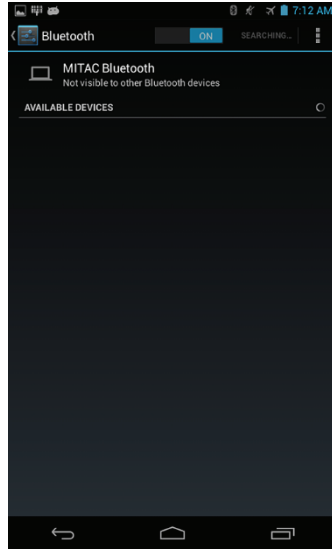 7:12 AM
Bluetooth
ON
SEARCHING...
MITAC Bluetooth
Not visible to other Bluetooth devices
AVAILABLE DEVICES